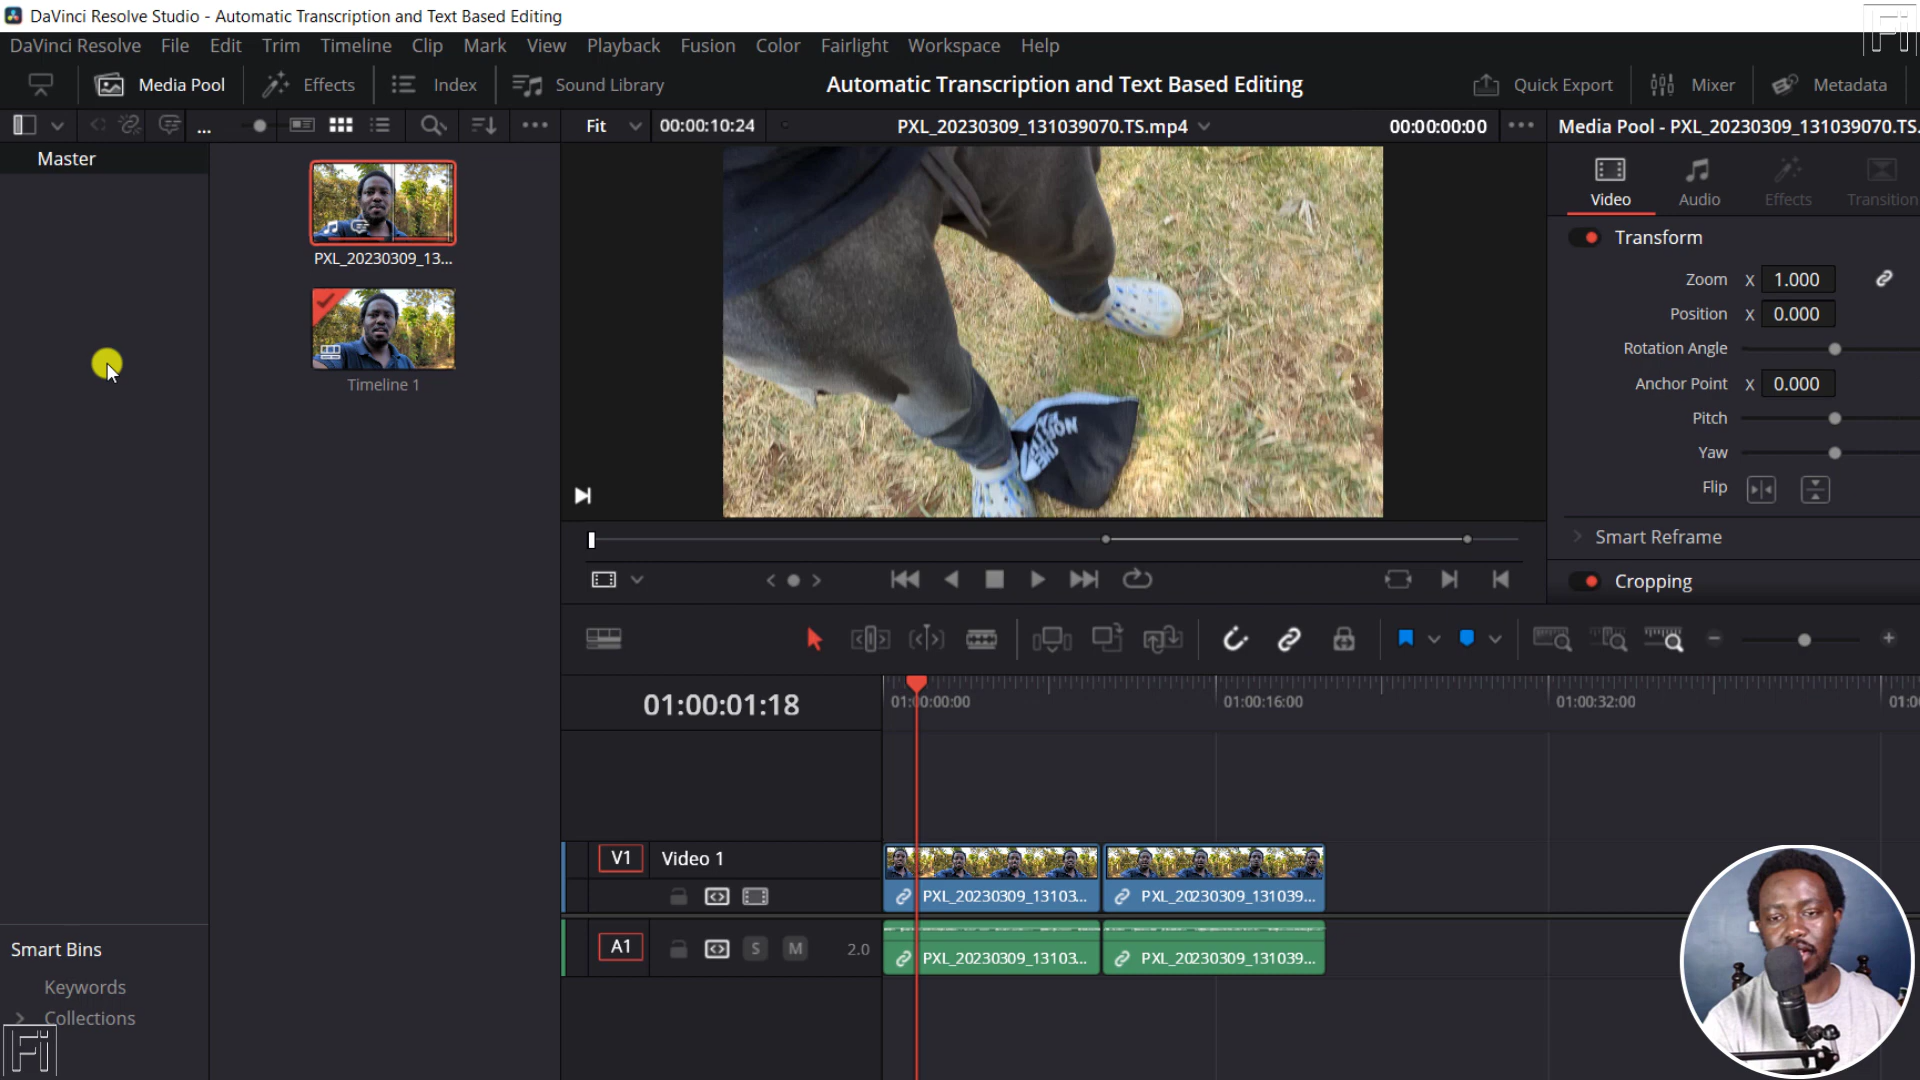 DaVinci Resolve Studio - Automatic Transcription and Text Based Editing
Fi
DaVinci Resolve File Edit Trim Timeline Clip Mark View Playback Fusion Color Fairlight Workspace Help
Media Pool Effects Index Sound Library Automatic Transcription and Text Based Editing Quick Export Mixer Metadata
... Fit 00:00:10:24 PXL_20230309_131039070.TS.mp4 00:00:00:00 Media Pool - PXL_20230309_131039070.TS.
Master
PXL_20230309_13...
Timeline 1
THE
NORTH
Video Audio Effects Transition
Transform
Zoom X 1.000
Position X 0.000
Rotation Angle
Anchor Point X 0.000
Pitch
Yaw
Flip
Smart Reframe
Cropping
01:00:01:18 01:00:00:00 01:00:16:00 01:00:32:00 01:0
V1 Video 1
PXL_20230309_13103... PXL_20230309_131039...
A1 S M 2.0
PXL_20230309_13103... PXL_20230309_131039...
Smart Bins
Keywords
Collections
Fi